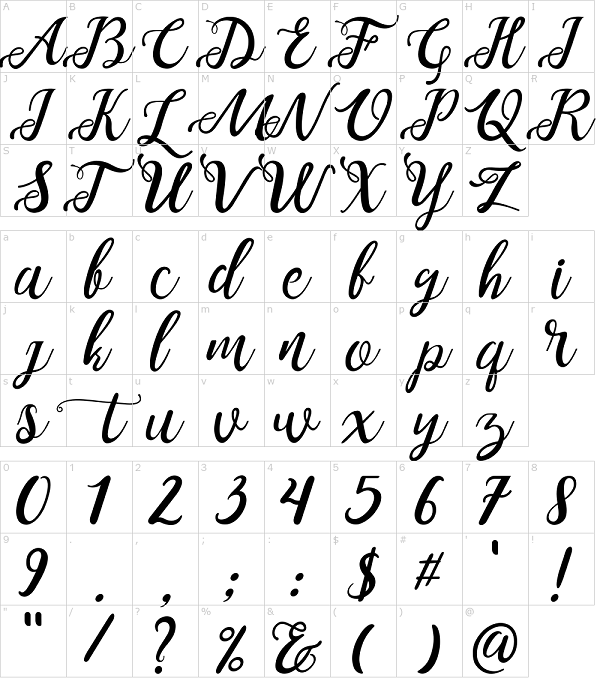 A B C D E F G H I
A B C D E F G H I
J K L M N O P Q R
J K L M N O P Q R
S T U V W X Y Z
S T U V W X Y Z
a b c d e f g h i
a b c d e f g h i
j k l m n o p q r
j k l m n o p q r
s t u v w x y z
s t u v w x y z
0 1 2 3 4 5 6 7 8
0 1 2 3 4 5 6 7 8
9 . , ; : $ # ' !
9 . , ; : $ # ' !
" / ? % & ( ) @
" / ? % & ( ) @